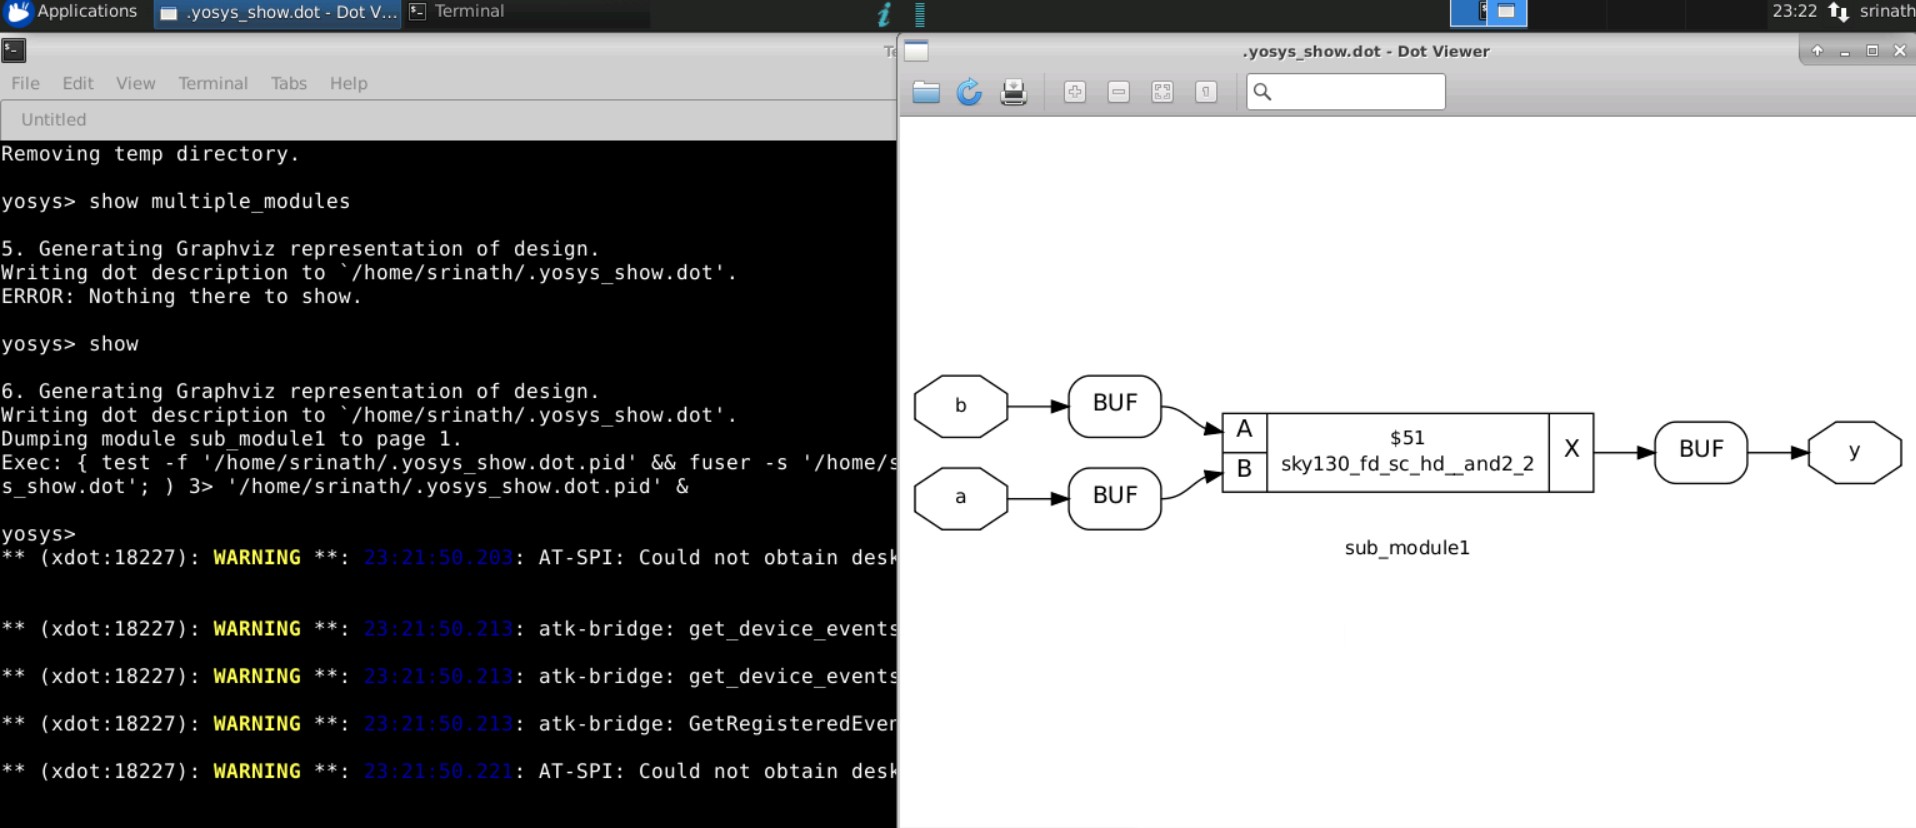 Applications
.yosys_show.dot - Dot V...
Terminal
23:22
srinath
File Edit View Terminal Tabs Help
Untitled
Removing temp directory.
yosys> show multiple_modules
5. Generating Graphviz representation of design.
Writing dot description to `/home/srinath/.yosys_show.dot'.
ERROR: Nothing there to show.
yosys> show
6. Generating Graphviz representation of design.
Writing dot description to `/home/srinath/.yosys_show.dot'.
Dumping module sub_module1 to page 1.
Exec: { test -f '/home/srinath/.yosys_show.dot.pid' && fuser -s '/home/s
s_show.dot'; ) 3> '/home/srinath/.yosys_show.dot.pid' &
yosys>
** (xdot:18227): WARNING **: 23:21:50.203: AT-SPI: Could not obtain desk
** (xdot:18227): WARNING **: 23:21:50.213: atk-bridge: get_device_events
** (xdot:18227): WARNING **: 23:21:50.213: atk-bridge: get_device_events
** (xdot:18227): WARNING **: 23:21:50.213: atk-bridge: GetRegisteredEven
** (xdot:18227): WARNING **: 23:21:50.221: AT-SPI: Could not obtain desk
.yosys_show.dot - Dot Viewer
b
BUF
a
BUF
A
B
$51
sky130_fd_sc_hd__and2_2
X
BUF
y
sub_module1